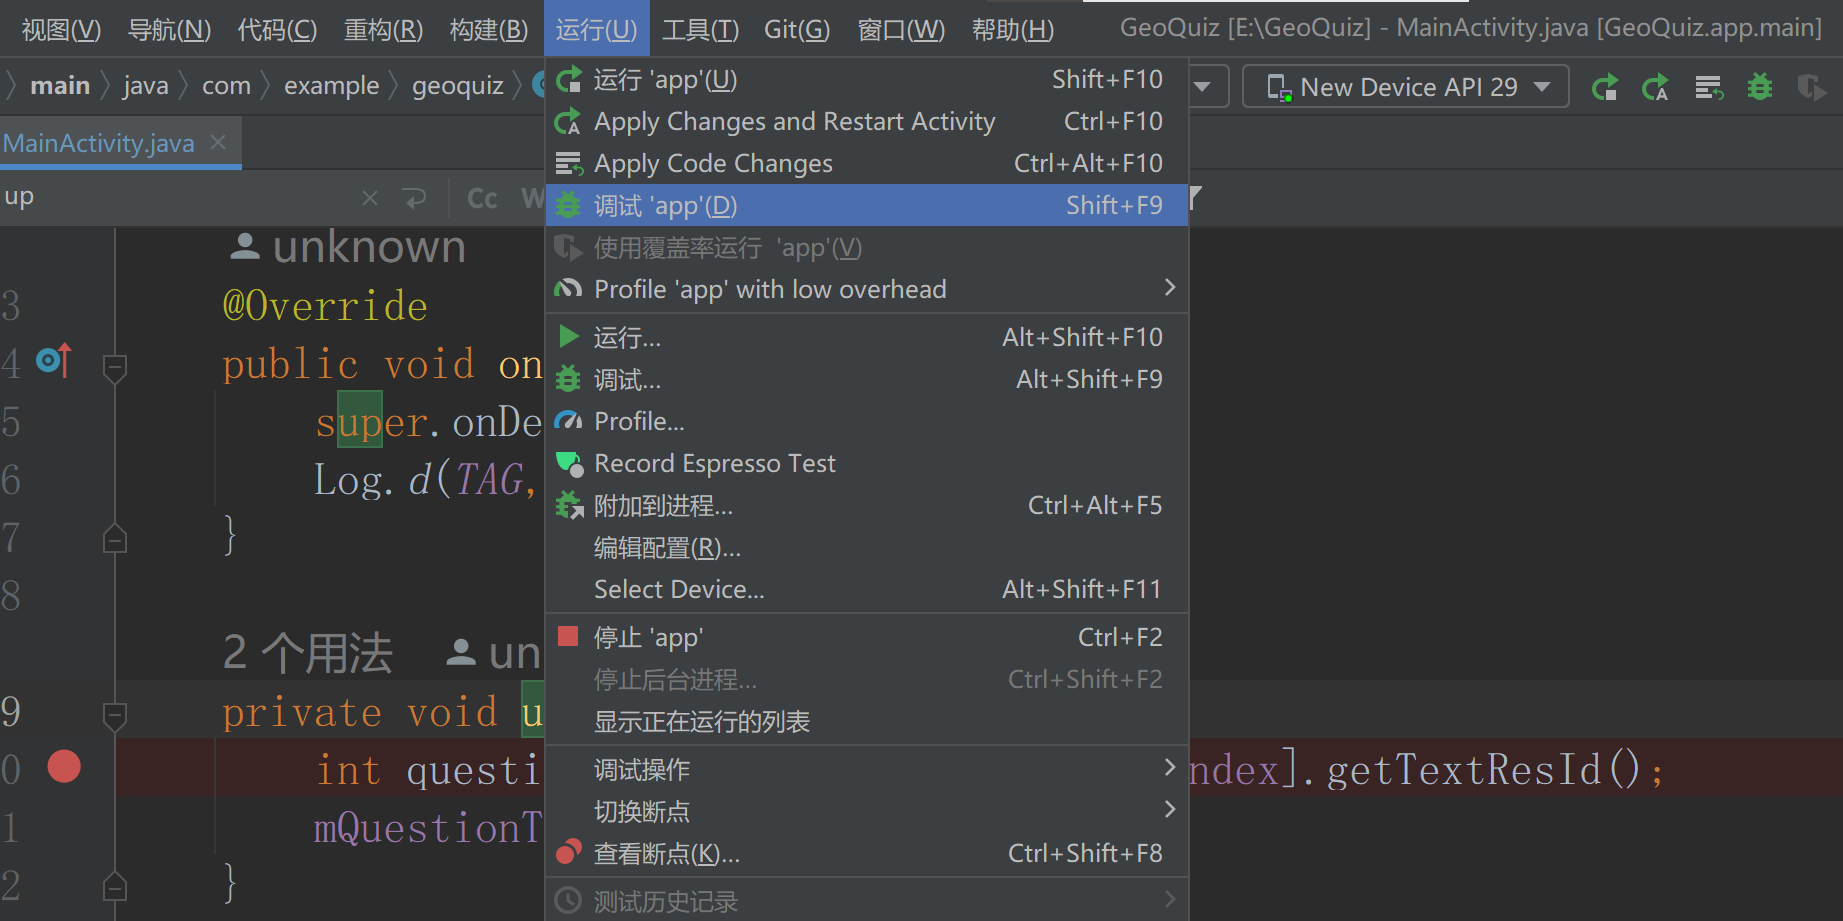 视图(V) 导航(N) 代码(C) 重构(R) 构建(B) 运行(U) 工具(T) Git(G) 窗口(W) 帮助(H) GeoQuiz [E:\GeoQuiz] - MainActivity.java [GeoQuiz.app.main]
main java com example geoquiz New Device API 29
MainActivity.java
up Cc W
运行 'app'(U) Shift+F10
Apply Changes and Restart Activity Ctrl+F10
Apply Code Changes Ctrl+Alt+F10
调试 'app'(D) Shift+F9
使用覆盖率运行 'app'(V)
Profile 'app' with low overhead
运行... Alt+Shift+F10
调试... Alt+Shift+F9
Profile...
Record Espresso Test
附加到进程... Ctrl+Alt+F5
编辑配置(R)...
Select Device... Alt+Shift+F11
停止 'app' Ctrl+F2
停止后台进程... Ctrl+Shift+F2
显示正在运行的列表
调试操作
切换断点
查看断点(K)... Ctrl+Shift+F8
测试历史记录
unknown
3 @Override
4 public void on
5 super.onDe
6 Log.d(TAG,
7 }
8
2 个用法 un
9 private void u
0 int questi ndex].getTextResId();
1 mQuestionT
2 }